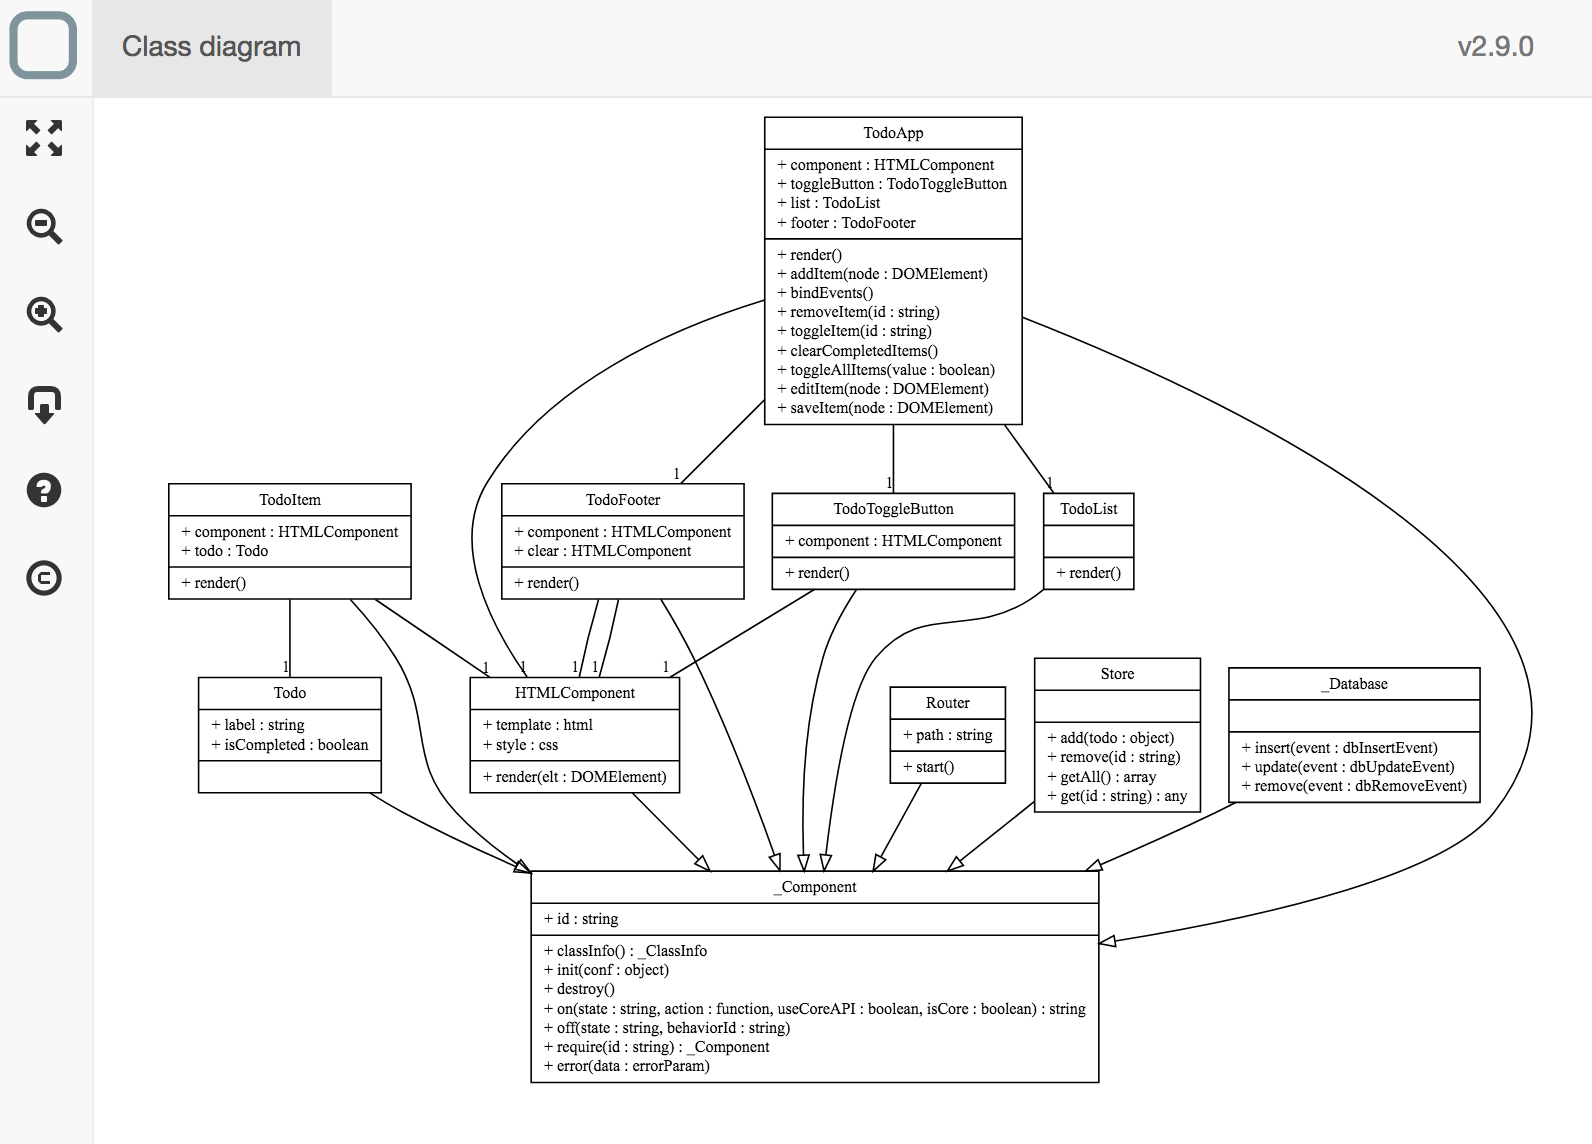 Class diagram
v2.9.0
TodoApp
+ component : HTMLComponent
+ toggleButton : TodoToggleButton
+ list : TodoList
+ footer : TodoFooter
+ render()
+ addItem(node : DOMElement)
+ bindEvents()
+ removeItem(id : string)
+ toggleItem(id : string)
+ clearCompletedItems()
+ toggleAllItems(value : boolean)
+ editItem(node : DOMElement)
+ saveItem(node : DOMElement)
1
1
1
TodoItem
+ component : HTMLComponent
+ todo : Todo
+ render()
TodoFooter
+ component : HTMLComponent
+ clear : HTMLComponent
+ render()
TodoToggleButton
+ component : HTMLComponent
+ render()
TodoList
+ render()
1
1
1
1
1
1
Todo
+ label : string
+ isCompleted : boolean
HTMLComponent
+ template : html
+ style : css
+ render(elt : DOMElement)
Router
+ path : string
+ start()
Store
+ add(todo : object)
+ remove(id : string)
+ getAll() : array
+ get(id : string) : any
_Database
+ insert(event : dbInsertEvent)
+ update(event : dbUpdateEvent)
+ remove(event : dbRemoveEvent)
_Component
+ id : string
+ classInfo() : _ClassInfo
+ init(conf : object)
+ destroy()
+ on(state : string, action : function, useCoreAPI : boolean, isCore : boolean) : string
+ off(state : string, behaviorId : string)
+ require(id : string) : _Component
+ error(data : errorParam)